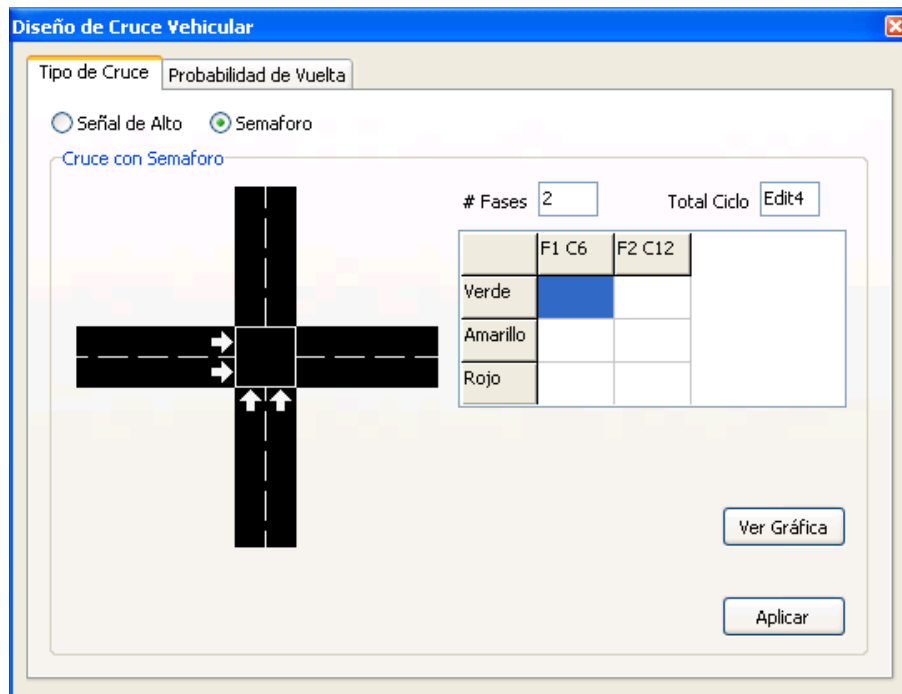 Diseño de Cruce Vehicular
Tipo de Cruce Probabilidad de Vuelta
Señal de Alto Semaforo
Cruce con Semaforo
# Fases 2 Total Ciclo Edit4
F1 C6 F2 C12
Verde
Amarillo
Rojo
Ver Gráfica
Aplicar